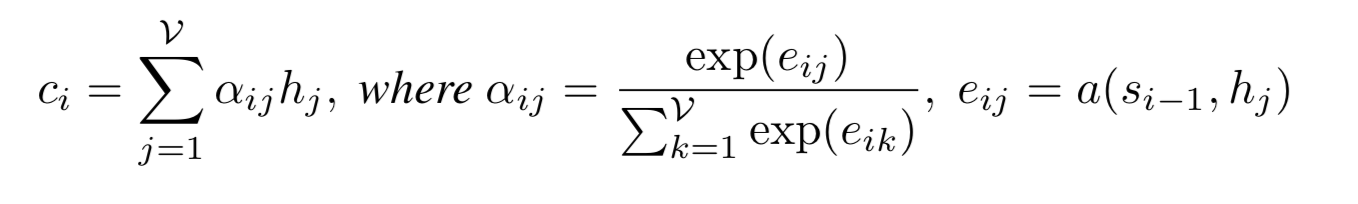 $c_i = \sum_{j=1}^{\mathcal{V}} \alpha_{ij} h_j, \textit{ where } \alpha_{ij} = \frac{\exp(e_{ij})}{\sum_{k=1}^{\mathcal{V}} \exp(e_{ik})}, \; e_{ij} = a(s_{i-1}, h_j)$